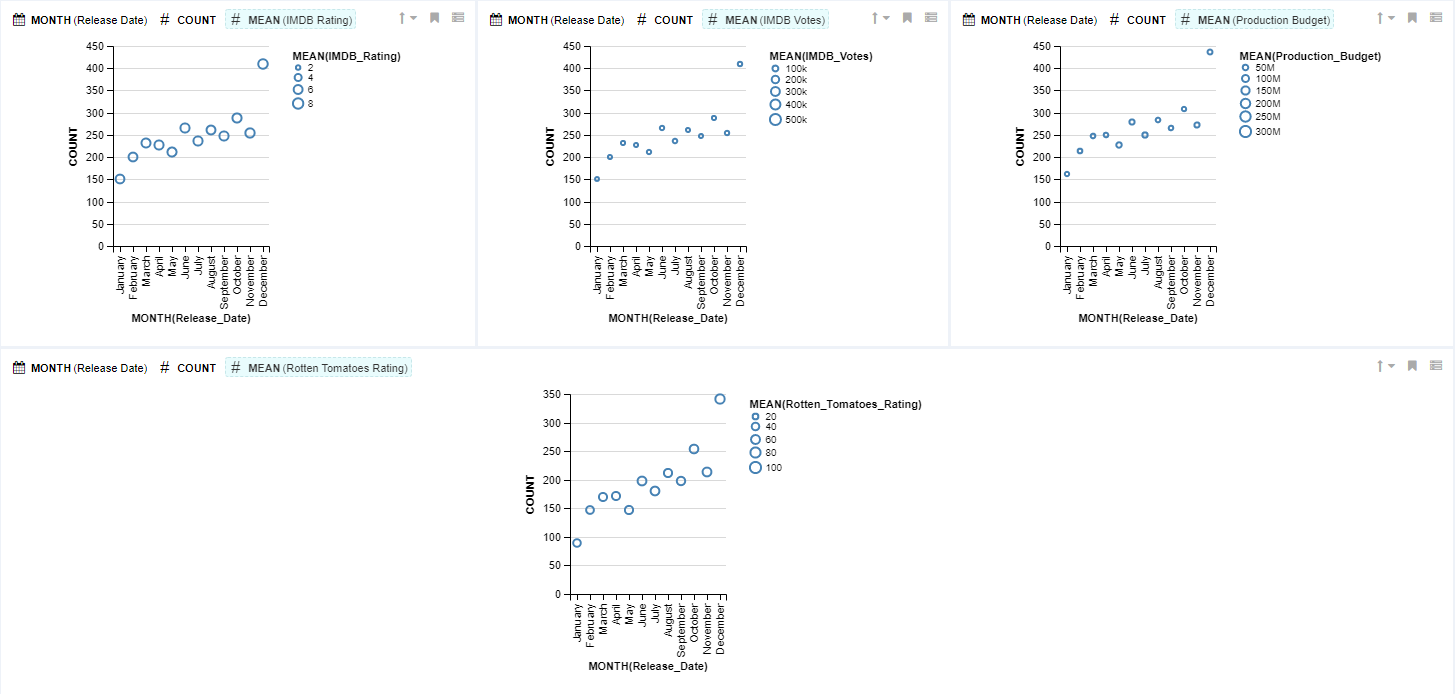 MONTH (Release Date) # COUNT # MEAN (IMDB Rating)
450
400
350
300
250
200
150
100
50
0
COUNT
January
February
March
April
May
June
July
August
September
October
November
December
MONTH(Release_Date)
MEAN(IMDB_Rating)
2
4
6
8
MONTH (Release Date) # COUNT # MEAN (IMDB Votes)
450
400
350
300
250
200
150
100
50
0
COUNT
January
February
March
April
May
June
July
August
September
October
November
December
MONTH(Release_Date)
MEAN(IMDB_Votes)
100k
200k
300k
400k
500k
MONTH (Release Date) # COUNT # MEAN (Production Budget)
450
400
350
300
250
200
150
100
50
0
COUNT
January
February
March
April
May
June
July
August
September
October
November
December
MONTH(Release_Date)
MEAN(Production_Budget)
50M
100M
150M
200M
250M
300M
MONTH (Release Date) # COUNT # MEAN (Rotten Tomatoes Rating)
350
300
250
200
150
100
50
0
COUNT
January
February
March
April
May
June
July
August
September
October
November
December
MONTH(Release_Date)
MEAN(Rotten_Tomatoes_Rating)
20
40
60
80
100